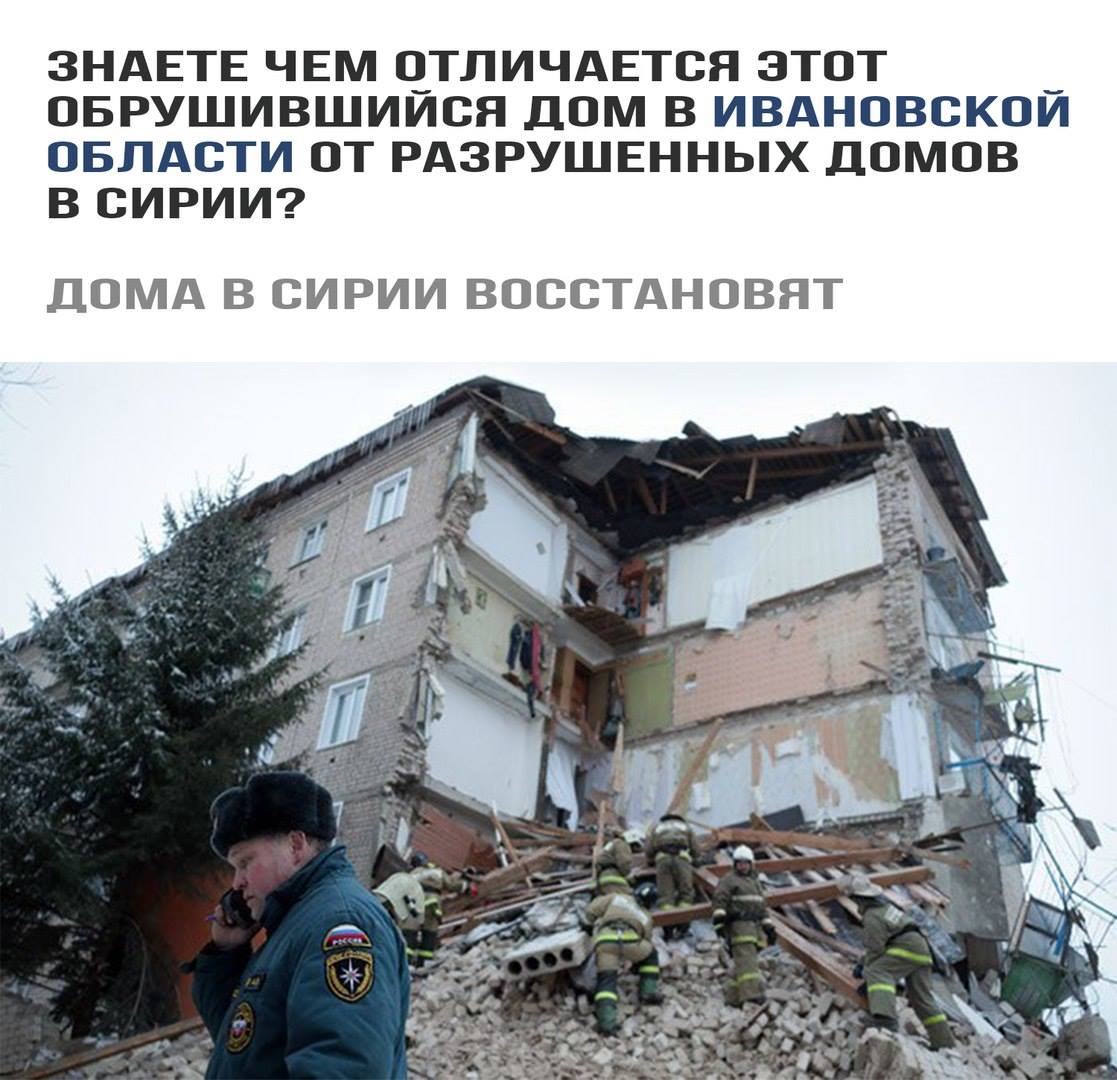 ЗНАЕТЕ ЧЕМ ОТЛИЧАЕТСЯ ЭТОТ
ОБРУШИВШИЙСЯ ДОМ В ИВАНОВСКОЙ
ОБЛАСТИ ОТ РАЗРУШЕННЫХ ДОМОВ
В СИРИИ?
ДОМА В СИРИИ ВОССТАНОВЯТ
РОССИЯ